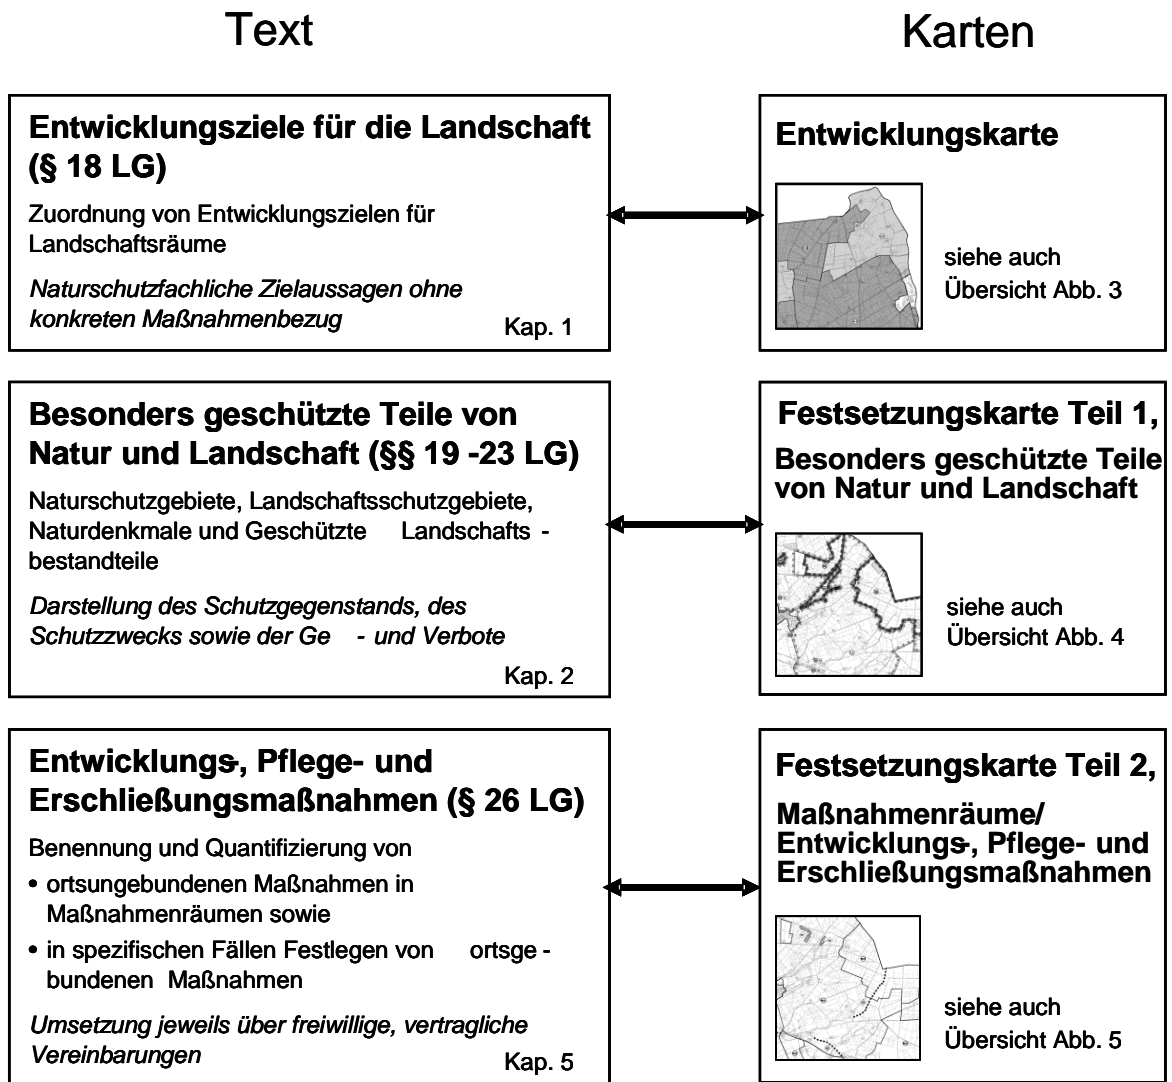 Text
Karten
Entwicklungsziele für die Landschaft
(§ 18 LG)
Zuordnung von Entwicklungszielen für
Landschaftsräume
Naturschutzfachliche Zielaussagen ohne
konkreten Maßnahmenbezug
Kap. 1
Entwicklungskarte
siehe auch
Übersicht Abb. 3
Besonders geschützte Teile von
Natur und Landschaft (§§ 19 -23 LG)
Naturschutzgebiete, Landschaftsschutzgebiete,
Naturdenkmale und Geschützte Landschafts -
bestandteile
Darstellung des Schutzgegenstands, des
Schutzzwecks sowie der Ge - und Verbote
Kap. 2
Festsetzungskarte Teil 1,
Besonders geschützte Teile
von Natur und Landschaft
siehe auch
Übersicht Abb. 4
Entwicklungs-, Pflege- und
Erschließungsmaßnahmen (§ 26 LG)
Benennung und Quantifizierung von
• ortsungebundenen Maßnahmen in
Maßnahmenräumen sowie
• in spezifischen Fällen Festlegen von ortsge -
bundenen Maßnahmen
Umsetzung jeweils über freiwillige, vertragliche
Vereinbarungen
Kap. 5
Festsetzungskarte Teil 2,
Maßnahmenräume/
Entwicklungs-, Pflege- und
Erschließungsmaßnahmen
siehe auch
Übersicht Abb. 5